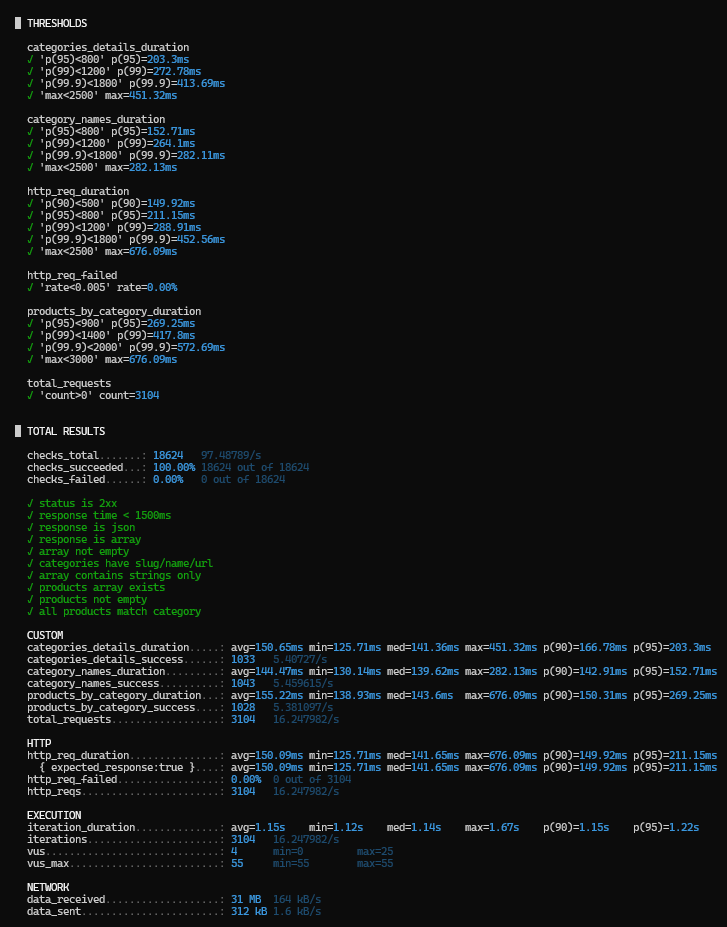 THRESHOLDS
categories_details_duration
✓ 'p(95)<800' p(95)=203.3ms
✓ 'p(99)<1200' p(99)=272.78ms
✓ 'p(99.9)<1800' p(99.9)=413.69ms
✓ 'max<2500' max=451.32ms
category_names_duration
✓ 'p(95)<800' p(95)=152.71ms
✓ 'p(99)<1200' p(99)=264.1ms
✓ 'p(99.9)<1800' p(99.9)=282.11ms
✓ 'max<2500' max=282.13ms
http_req_duration
✓ 'p(90)<500' p(90)=149.92ms
✓ 'p(95)<800' p(95)=211.15ms
✓ 'p(99)<1200' p(99)=288.91ms
✓ 'p(99.9)<1800' p(99.9)=452.56ms
✓ 'max<2500' max=676.09ms
http_req_failed
✓ 'rate<0.005' rate=0.00%
products_by_category_duration
✓ 'p(95)<900' p(95)=269.25ms
✓ 'p(99)<1400' p(99)=417.8ms
✓ 'p(99.9)<2000' p(99.9)=572.69ms
✓ 'max<3000' max=676.09ms
total_requests
✓ 'count>0' count=3104
TOTAL RESULTS
checks_total.......: 18624 97.48789/s
checks_succeeded...: 100.00% 18624 out of 18624
checks_failed......: 0.00% 0 out of 18624
✓ status is 2xx
✓ response time < 1500ms
✓ response is json
✓ response is array
✓ array not empty
✓ categories have slug/name/url
✓ array contains strings only
✓ products array exists
✓ products not empty
✓ all products match category
CUSTOM
categories_details_duration.....: avg=150.65ms min=125.71ms med=141.36ms max=451.32ms p(90)=166.78ms p(95)=203.3ms
categories_details_success......: 1033 5.40727/s
category_names_duration.........: avg=144.47ms min=130.14ms med=139.62ms max=282.13ms p(90)=142.91ms p(95)=152.71ms
category_names_success..........: 1043 5.459615/s
products_by_category_duration...: avg=155.22ms min=138.93ms med=143.6ms max=676.09ms p(90)=150.31ms p(95)=269.25ms
products_by_category_success....: 1028 5.381097/s
total_requests..................: 3104 16.247982/s
HTTP
http_req_duration...............: avg=150.09ms min=125.71ms med=141.65ms max=676.09ms p(90)=149.92ms p(95)=211.15ms
{ expected_response:true }....: avg=150.09ms min=125.71ms med=141.65ms max=676.09ms p(90)=149.92ms p(95)=211.15ms
http_req_failed.................: 0.00% 0 out of 3104
http_reqs.......................: 3104 16.247982/s
EXECUTION
iteration_duration..............: avg=1.15s min=1.12s med=1.14s max=1.67s p(90)=1.15s p(95)=1.22s
iterations......................: 3104 16.247982/s
vus.............................: 4 min=0 max=25
vus_max.........................: 55 min=55 max=55
NETWORK
data_received...................: 31 MB 164 kB/s
data_sent.......................: 312 kB 1.6 kB/s